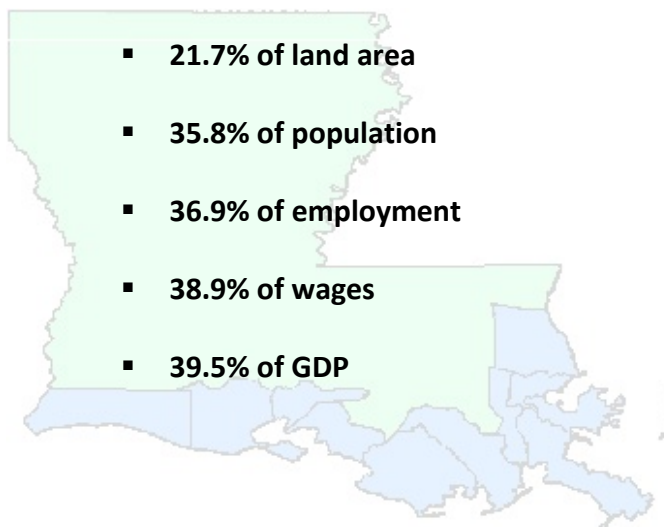 ▪ 21.7% of land area
▪ 35.8% of population
▪ 36.9% of employment
▪ 38.9% of wages
▪ 39.5% of GDP